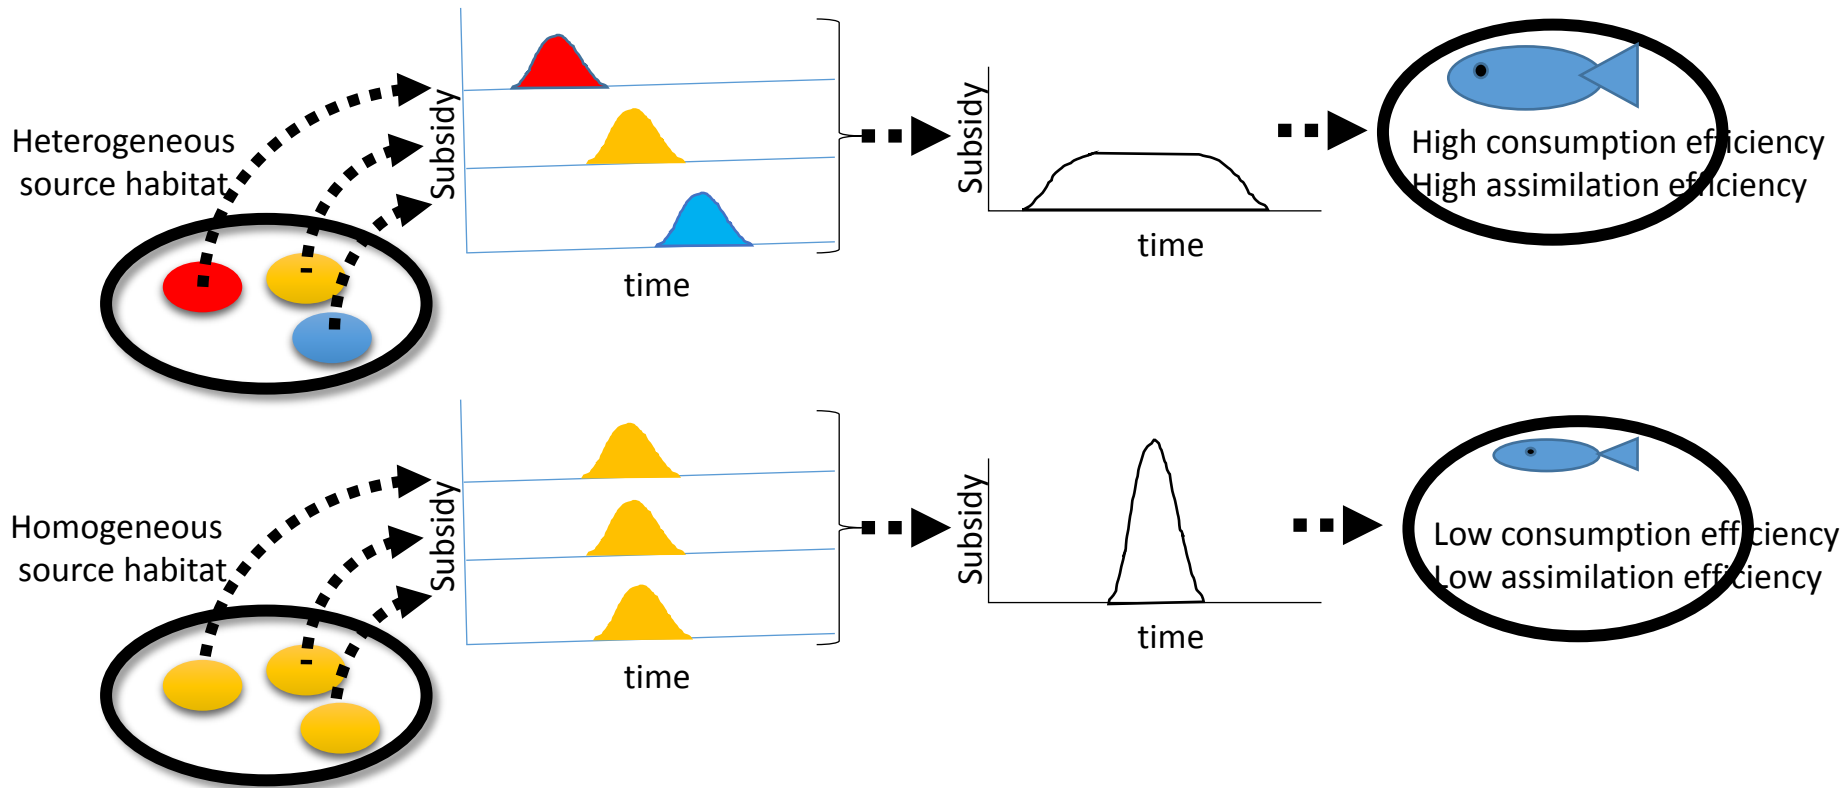 Heterogeneous
source habitat
Subsidy
time
Subsidy
time
High consumption efficiency
High assimilation efficiency
Homogeneous
source habitat
Subsidy
time
Subsidy
time
Low consumption efficiency
Low assimilation efficiency